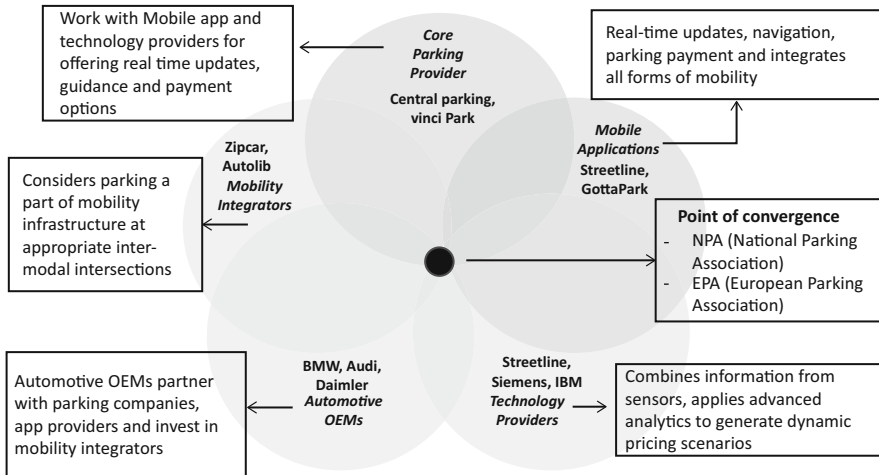 Work with Mobile app and
technology providers for
offering real time updates,
guidance and payment
options
Core
Parking
Provider
Central parking,
vinci Park
Real-time updates, navigation,
parking payment and integrates
all forms of mobility
Mobile
Applications
Streetline,
GottaPark
Zipcar,
Autolib
Mobility
Integrators
Considers parking a
part of mobility
infrastructure at
appropriate inter-
modal intersections
Point of convergence
- NPA (National Parking
Association)
- EPA (European Parking
Association)
BMW, Audi,
Daimler
Automotive
OEMs
Automotive OEMs partner
with parking companies,
app providers and invest in
mobility integrators
Streetline,
Siemens, IBM
Technology
Providers
Combines information from
sensors, applies advanced
analytics to generate dynamic
pricing scenarios